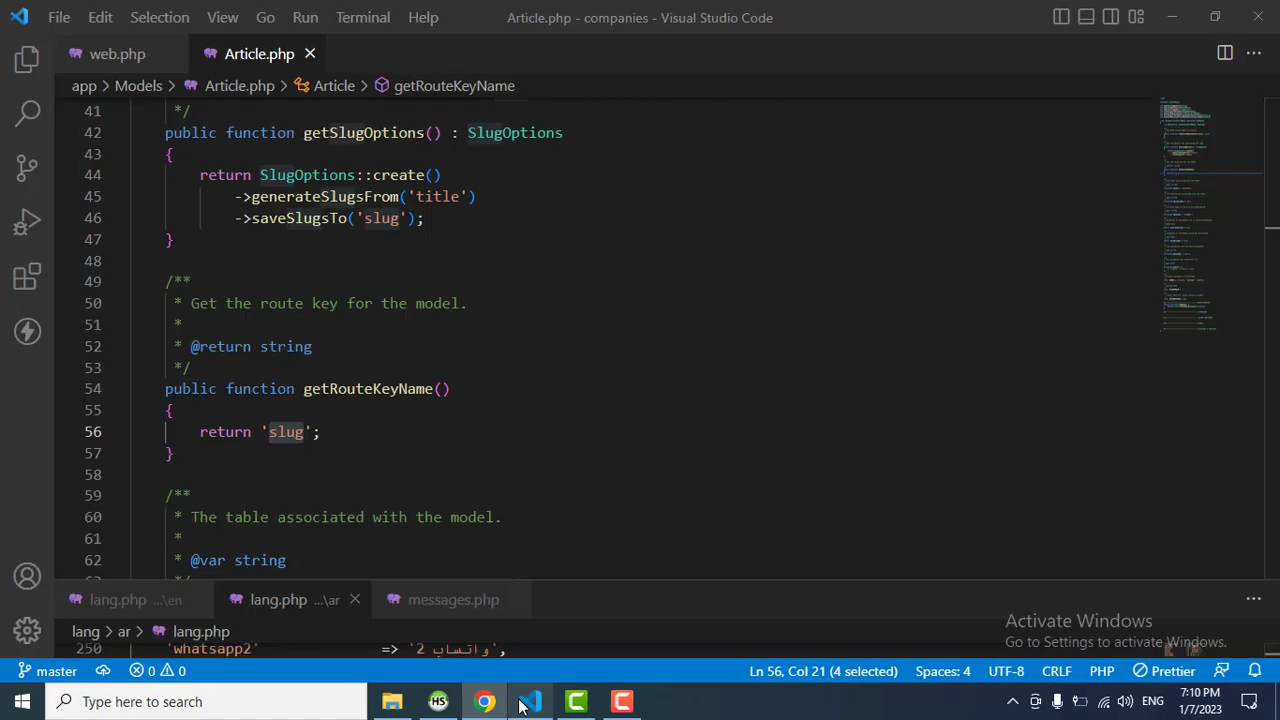 File Edit Selection View Go Run Terminal Help Article.php - companies - Visual Studio Code
web.php Article.php
app > Models > Article.php > Article > getRouteKeyName
41 */
42 public function getSlugOptions() : SlugOptions
43 {
44 return SlugOptions::create()
45 ->generateSlugsFrom('title')
46 ->saveSlugsTo('slug');
47 }
48
49 /**
50 * Get the route key for the model.
51 *
52 * @return string
53 */
54 public function getRouteKeyName()
55 {
56 return 'slug';
57 }
58
59 /**
60 * The table associated with the model.
61 *
62 * @var string
63 */
lang.php ...\en lang.php ...\ar messages.php
lang > ar > lang.php
250 'whatsapp2' => 'واتساب 2',
Activate Windows
Go to Settings to activate Windows.
master 0 0 Ln 56, Col 21 (4 selected) Spaces: 4 UTF-8 CRLF PHP Prettier
Type here to search HS ENG 7:10 PM
1/7/2023